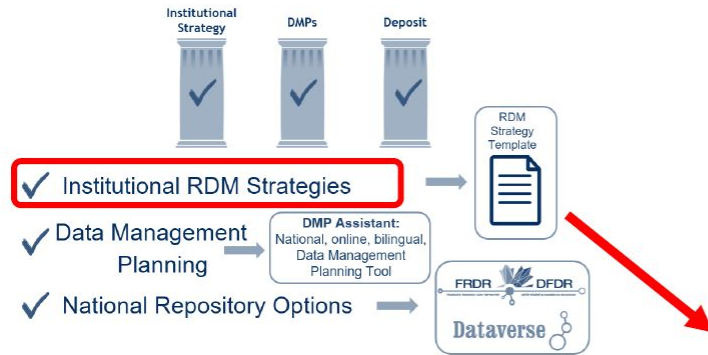 Institutional
Strategy
DMPs
Deposit
RDM
Strategy
Template
Institutional RDM Strategies
Data Management
Planning
DMP Assistant:
National, online, bilingual,
Data Management
Planning Tool
National Repository Options
FRDR DFDR
Dataverse